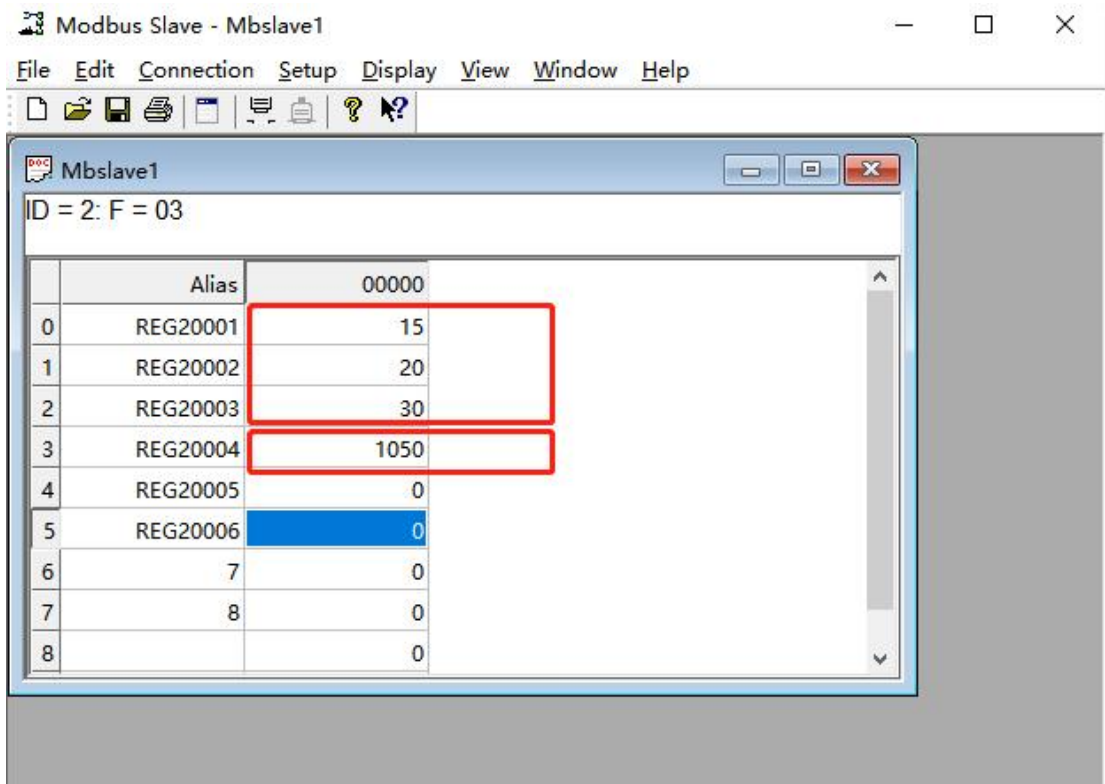 Modbus Slave - Mbslave1
File Edit Connection Setup Display View Window Help
Mbslave1
ID = 2: F = 03
Alias 00000
0 REG20001 15
1 REG20002 20
2 REG20003 30
3 REG20004 1050
4 REG20005 0
5 REG20006 0
6 7 0
7 8 0
8 0